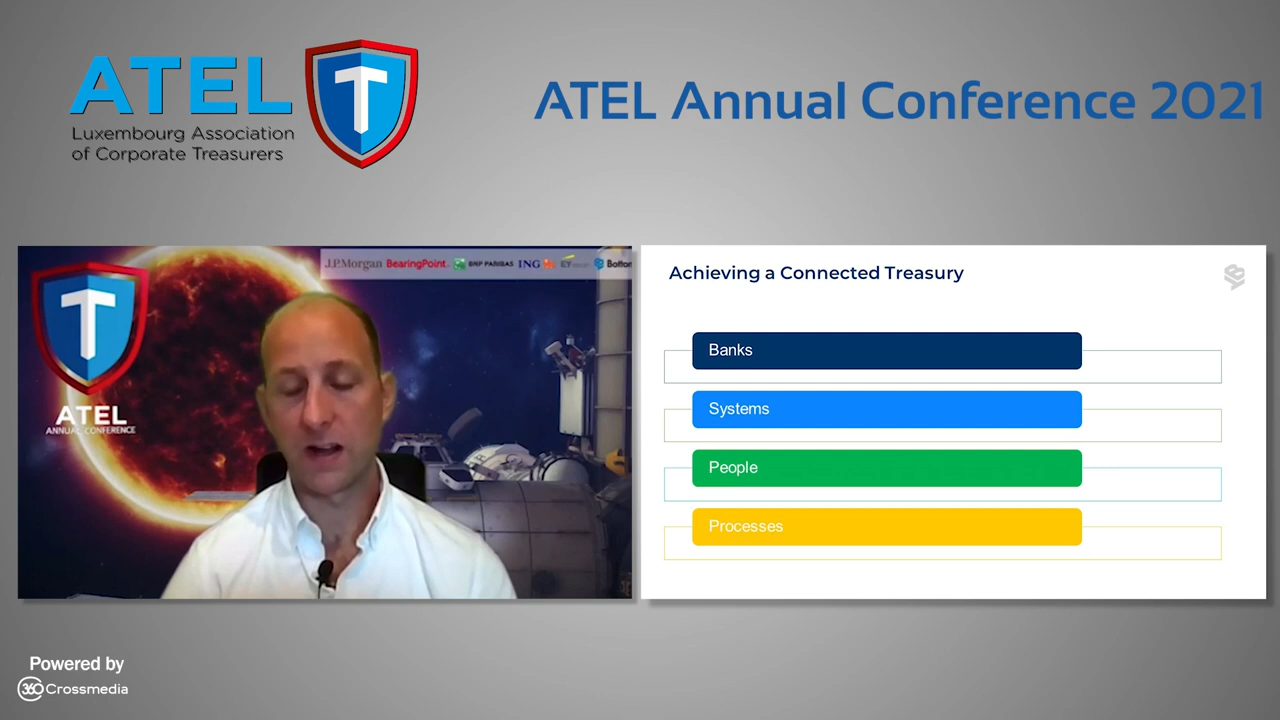 ATEL
Luxembourg Association
of Corporate Treasurers
T
ATEL Annual Conference 2021
J.P.Morgan BearingPoint. BNP PARIBAS ING EY
T
ATEL
ANNUAL CONFERENCE
Achieving a Connected Treasury
Banks
Systems
People
Processes
Powered by
360 Crossmedia